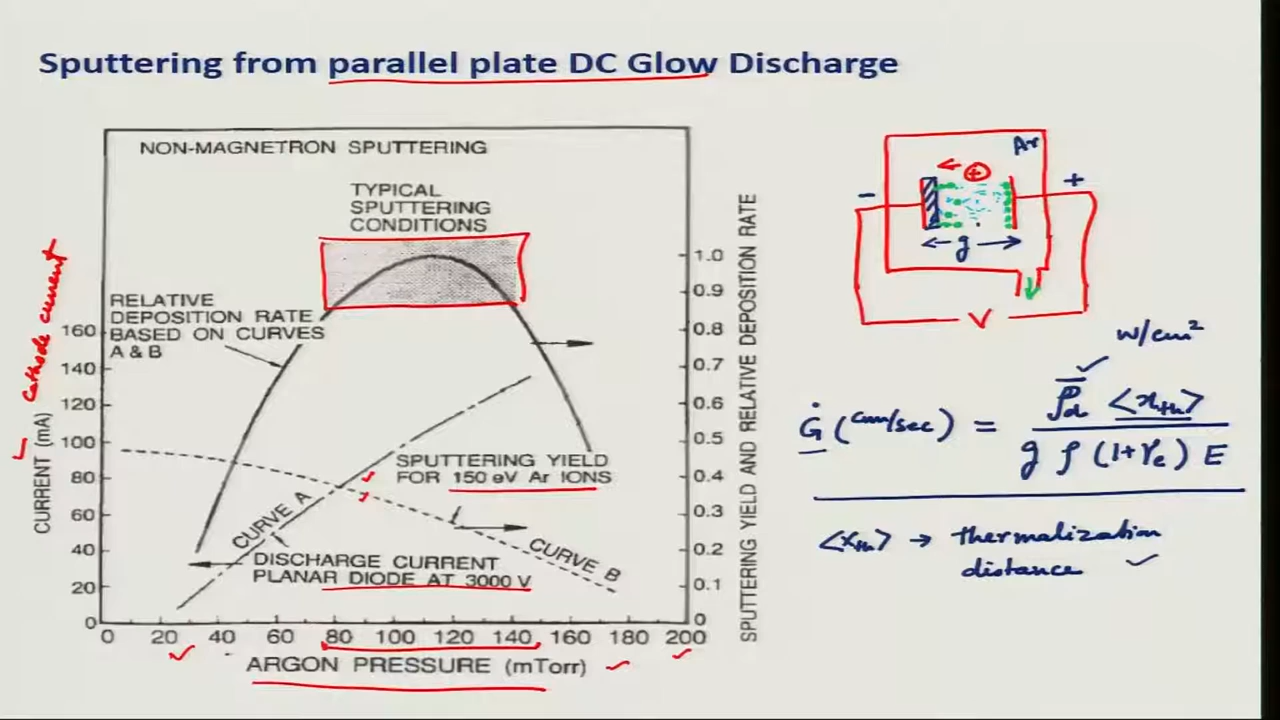 Sputtering from parallel plate DC Glow Discharge
NON-MAGNETRON SPUTTERING
TYPICAL
SPUTTERING
CONDITIONS
RELATIVE
DEPOSITION RATE
BASED ON CURVES
A & B
SPUTTERING YIELD
FOR 150 eV Ar IONS
CURVE A
DISCHARGE CURRENT
PLANAR DIODE AT 3000 V
CURVE B
CURRENT (mA)
Cathode current
160
140
120
100
80
60
40
20
0
1.0
0.9
0.8
0.7
0.6
0.5
0.4
0.3
0.2
0.1
0
SPUTTERING YIELD AND RELATIVE DEPOSITION RATE
0 20 40 60 80 100 120 140 160 180 200
ARGON PRESSURE (mTorr)
Ar
+
- +
g
V
W/cm²
Ġ (cm/sec) = P̄d <xth> / g ρ (1+γe) E
<xth> → thermalization
distance